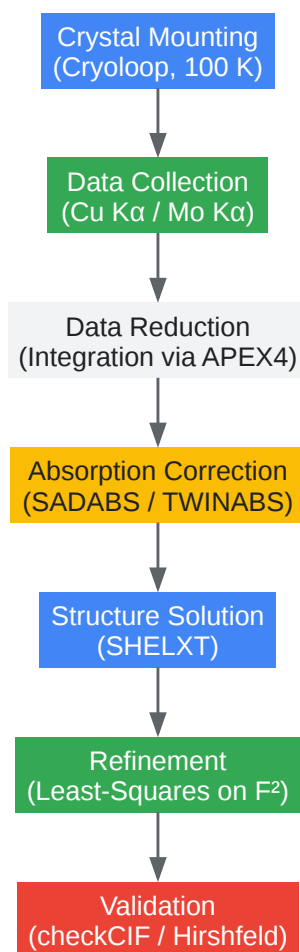 Crystal Mounting
(Cryoloop, 100 K)
Data Collection
(Cu Kα / Mo Kα)
Data Reduction
(Integration via APEX4)
Absorption Correction
(SADABS / TWINABS)
Structure Solution
(SHELXT)
Refinement
(Least-Squares on F²)
Validation
(checkCIF / Hirshfeld)